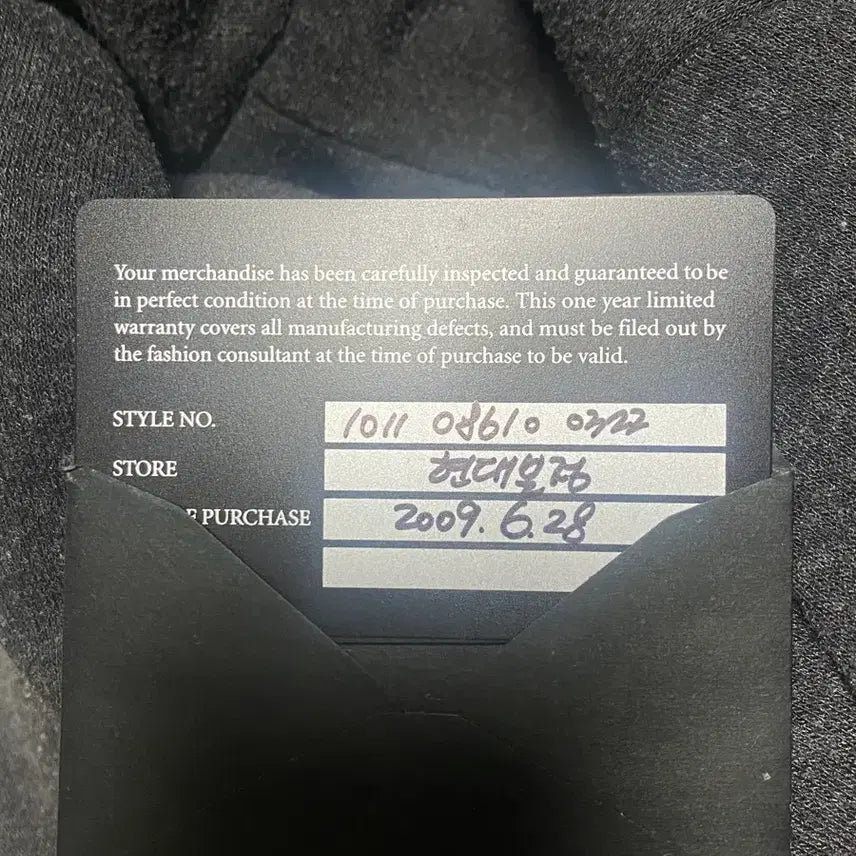 Your merchandise has been carefully inspected and guaranteed to be
in perfect condition at the time of purchase. This one year limited
warranty covers all manufacturing defects, and must be filed out by
the fashion consultant at the time of purchase to be valid.
STYLE NO. 1011 08610 0322
STORE 현대본점
PURCHASE 2009. 6. 28